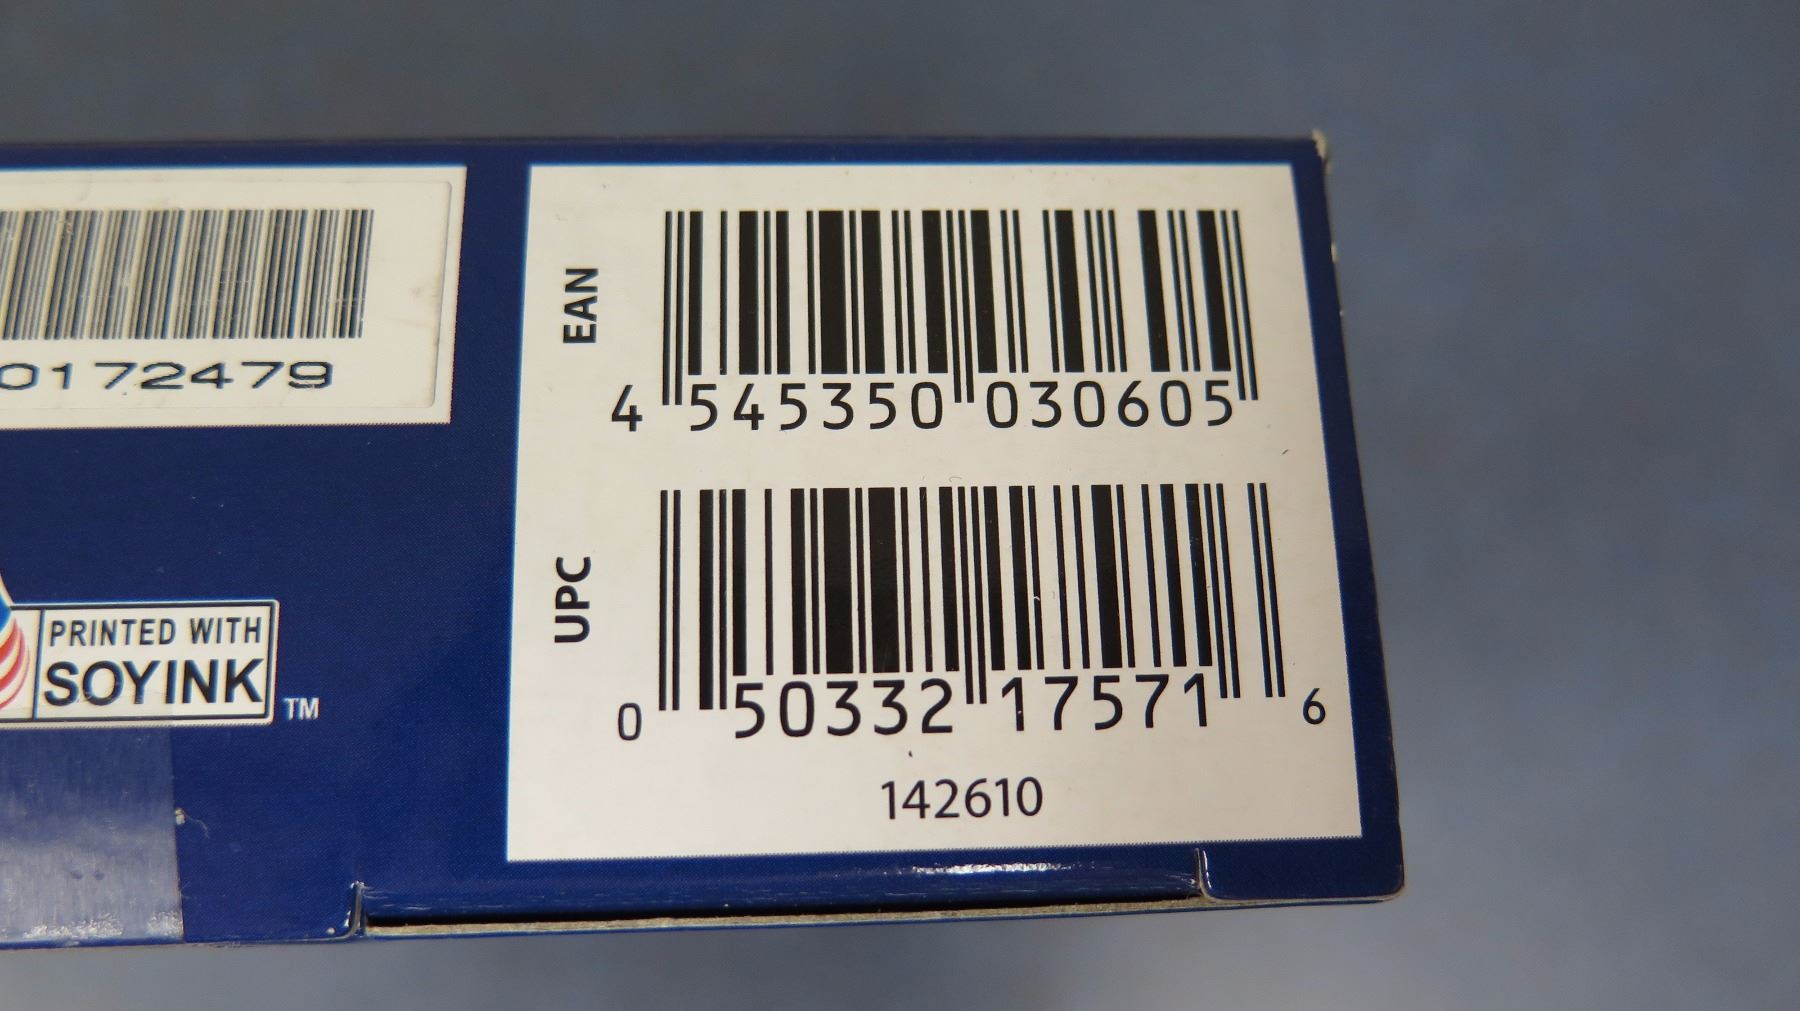 0172479
EAN
4 545350 030605
UPC
0 50332 17571 6
142610
PRINTED WITH
SOYINK
TM